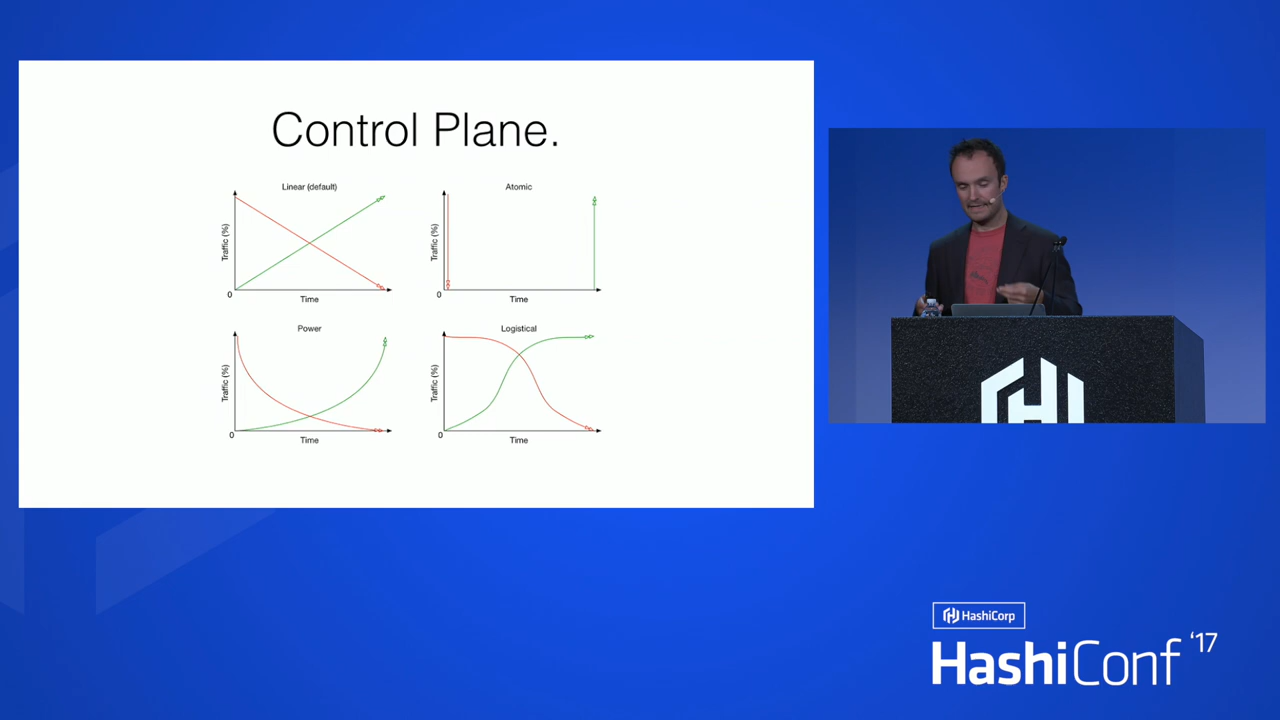 Control Plane.
Linear (default)
Traffic (%)
0
Time
Atomic
Traffic (%)
0
Time
Power
Traffic (%)
0
Time
Logistical
Traffic (%)
0
Time
HashiCorp
HashiConf '17